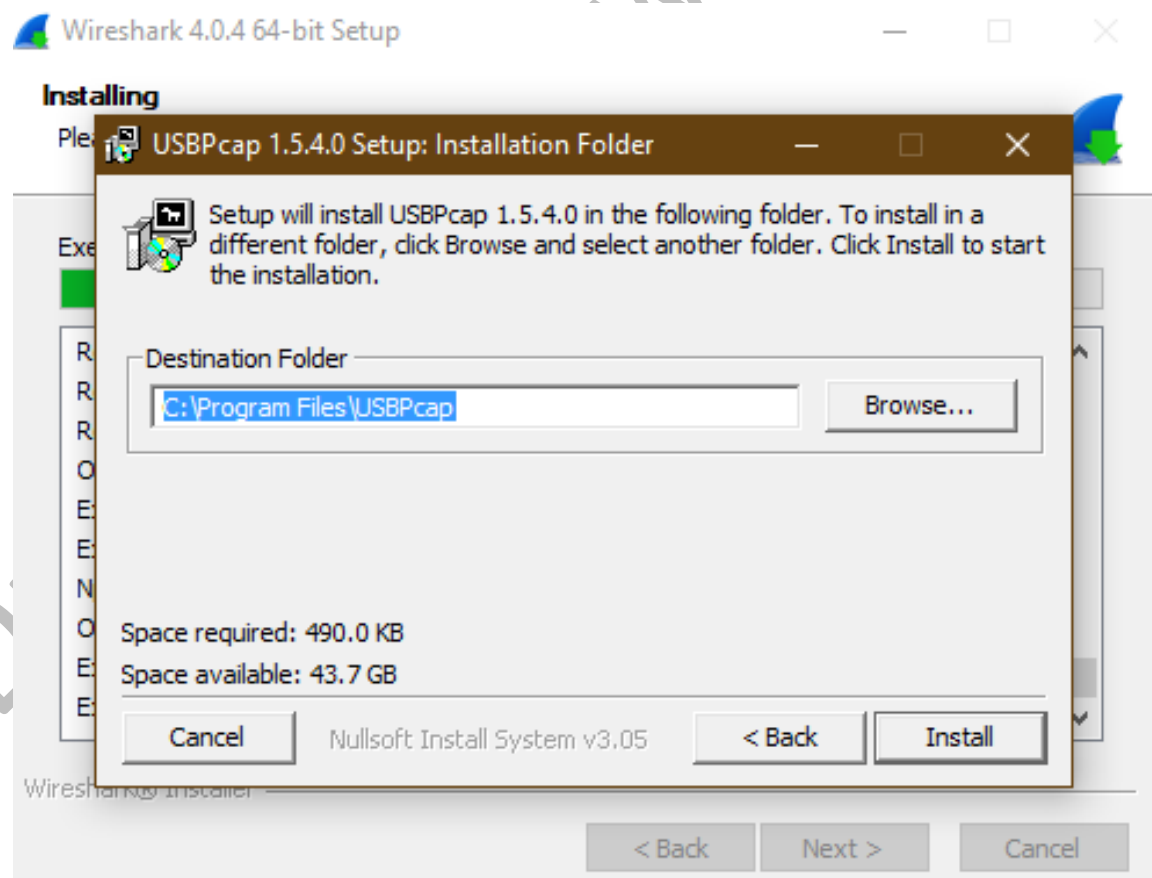 Wireshark 4.0.4 64-bit Setup
Installing
USBPcap 1.5.4.0 Setup: Installation Folder
Setup will install USBPcap 1.5.4.0 in the following folder. To install in a
different folder, click Browse and select another folder. Click Install to start
the installation.
Destination Folder
C:\Program Files\USBPcap
Browse...
Space required: 490.0 KB
Space available: 43.7 GB
Cancel
Nullsoft Install System v3.05
< Back
Install
Wireshark® Installer
< Back
Next >
Cancel